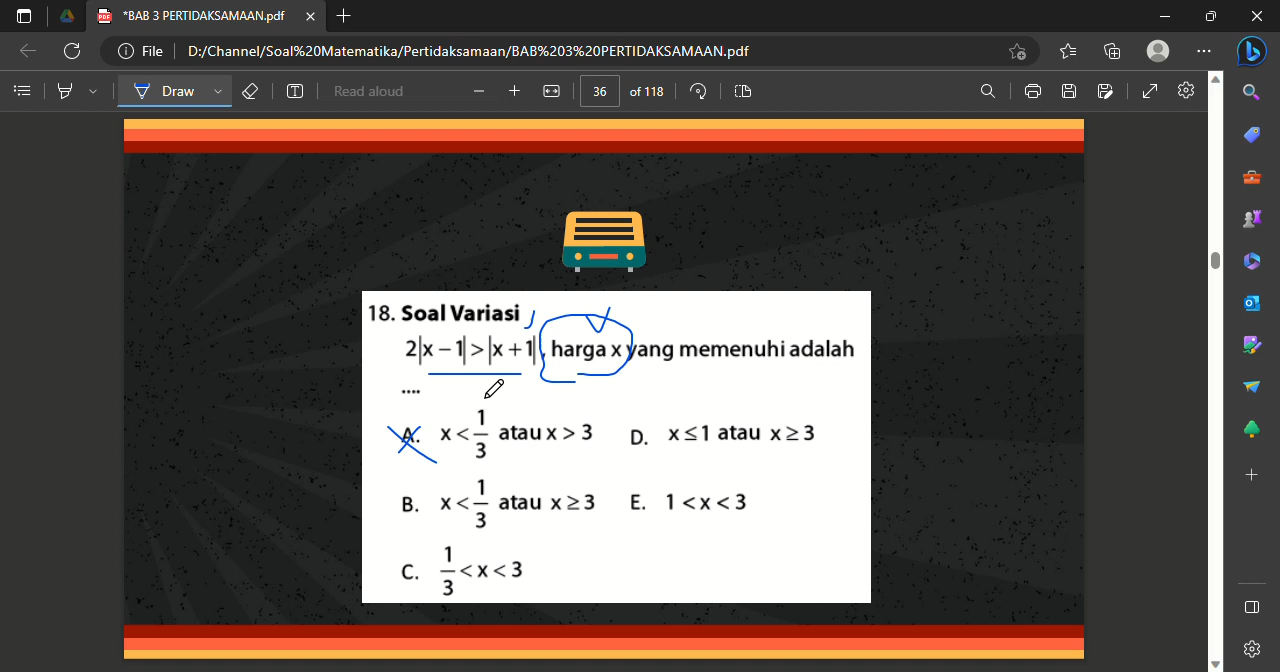 *BAB 3 PERTIDAKSAMAAN.pdf
File D:/Channel/Soal%20Matematika/Pertidaksamaan/BAB%203%20PERTIDAKSAMAAN.pdf
Draw Read aloud 36 of 118
18. Soal Variasi
2|x − 1| > |x + 1|, harga x yang memenuhi adalah
....
A. x < 1/3 atau x > 3 D. x ≤ 1 atau x ≥ 3
B. x < 1/3 atau x ≥ 3 E. 1 < x < 3
C. 1/3 < x < 3